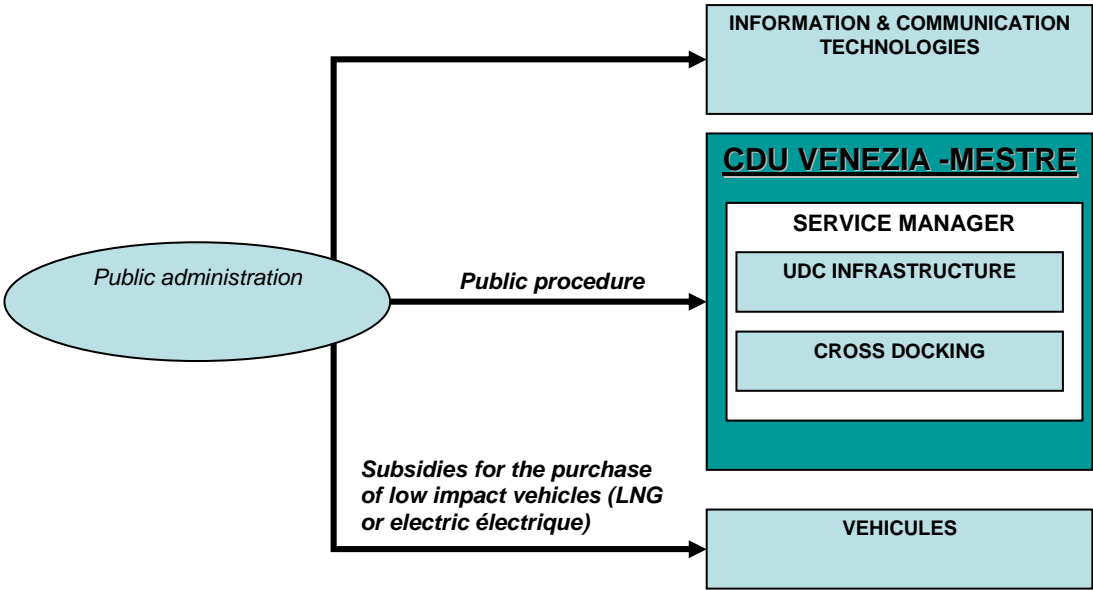 INFORMATION & COMMUNICATION
TECHNOLOGIES
CDU VENEZIA -MESTRE
SERVICE MANAGER
UDC INFRASTRUCTURE
CROSS DOCKING
Public administration
Public procedure
Subsidies for the purchase
of low impact vehicles (LNG
or electric électrique)
VEHICULES